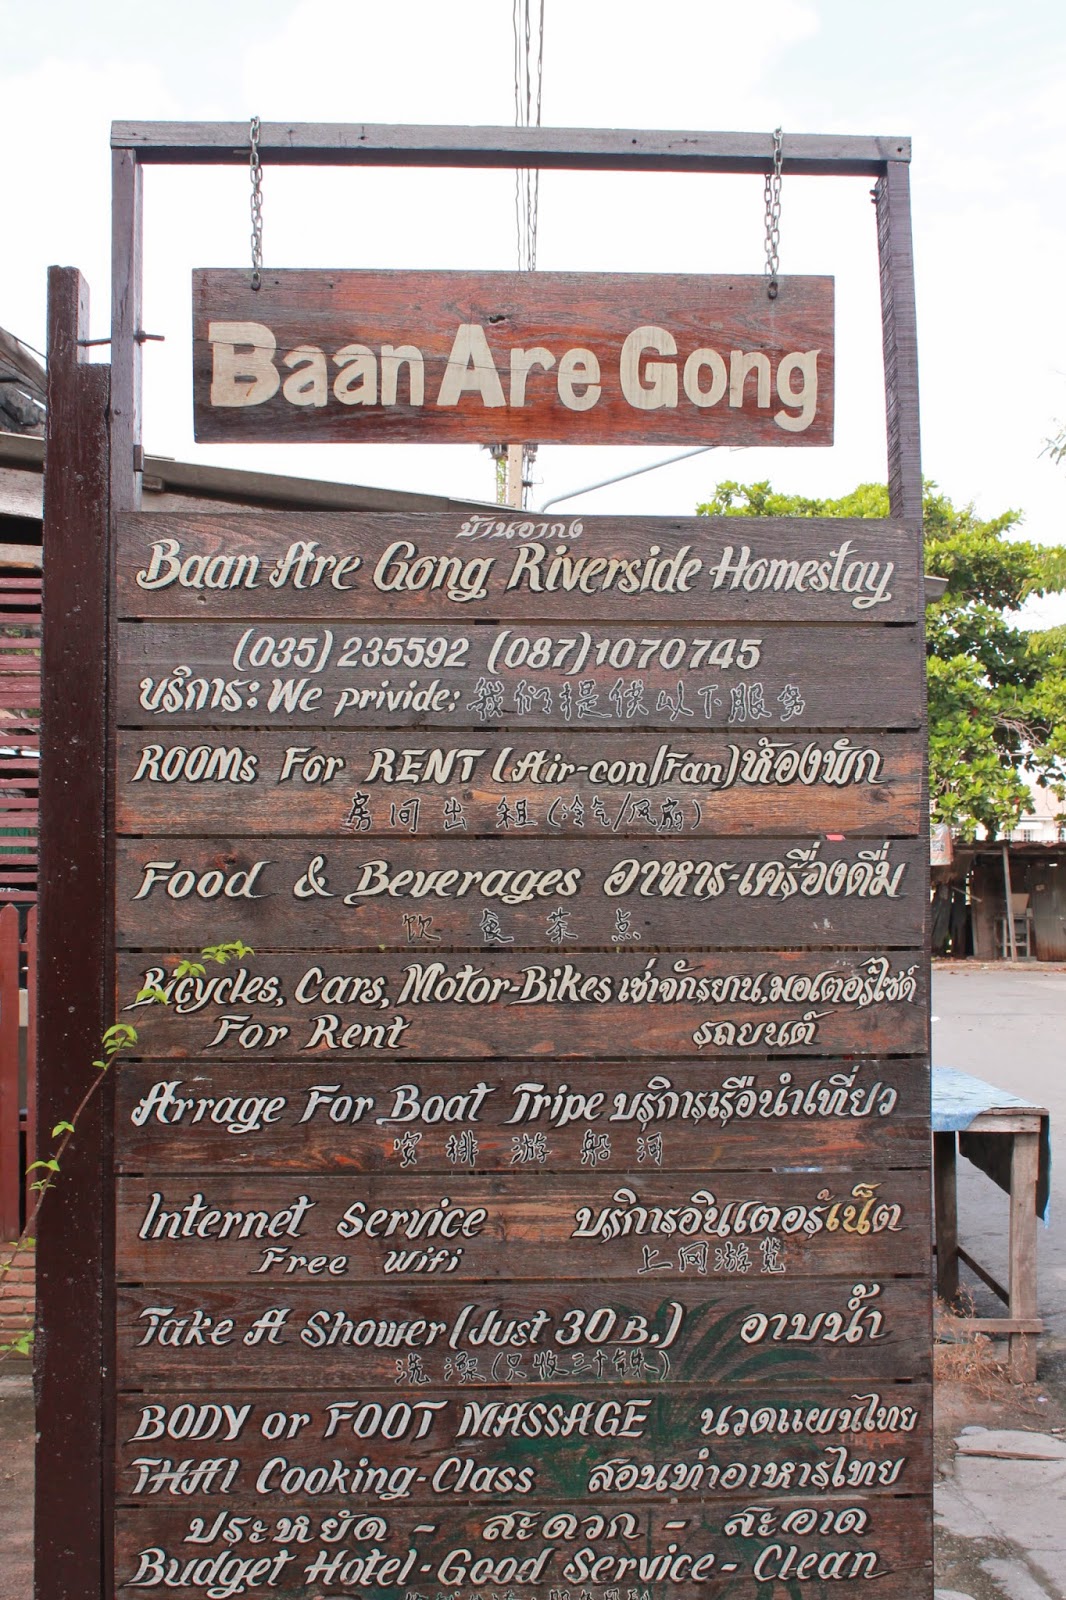 Baan Are Gong
บ้านอากง
Baan Are Gong Riverside Homestay
(035) 235592 (087) 1070745
บริการ: We privide: 我们提供以下服务
ROOMs For RENT (Air-con/Fan) ห้องพัก
房间出租(冷气/风扇)
Food & Beverages อาหาร-เครื่องดื่ม
饮食茶点
Bicycles, Cars, Motor-Bikes เช่าจักรยาน,มอเตอร์ไซด์
For Rent รถยนต์
Arrage For Boat Tripe บริการเรือนำเที่ยว
安排游船河
Internet Service บริการอินเตอร์เน็ต
Free Wifi 上网游览
Take A Shower (Just 30 B.) อาบน้ำ
洗澡(只收三十铢)
BODY or FOOT MASSAGE นวดแผนไทย
THAI Cooking-Class สอนทำอาหารไทย
ประหยัด - สะดวก - สะอาด
Budget Hotel-Good Service-Clean